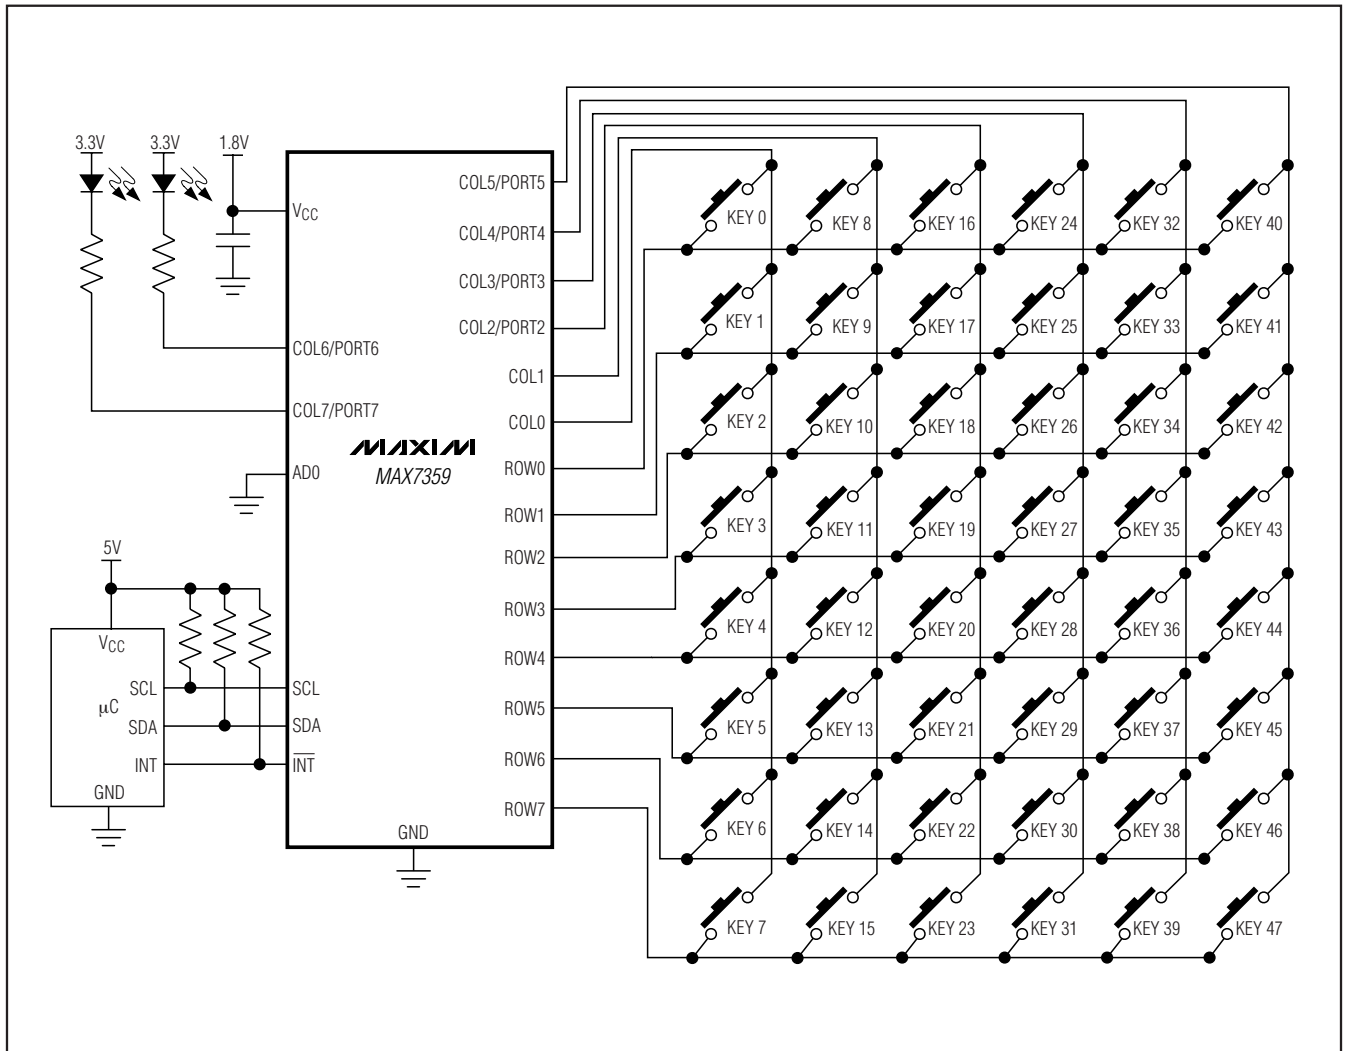 3.3V 3.3V 1.8V
VCC
COL6/PORT6
COL7/PORT7
AD0
5V
VCC
SCL
μC
SDA
INT
GND
SCL
SDA
INT
MAXIM
MAX7359
GND
COL5/PORT5
COL4/PORT4
COL3/PORT3
COL2/PORT2
COL1
COL0
ROW0
ROW1
ROW2
ROW3
ROW4
ROW5
ROW6
ROW7
KEY 0 KEY 8 KEY 16 KEY 24 KEY 32 KEY 40
KEY 1 KEY 9 KEY 17 KEY 25 KEY 33 KEY 41
KEY 2 KEY 10 KEY 18 KEY 26 KEY 34 KEY 42
KEY 3 KEY 11 KEY 19 KEY 27 KEY 35 KEY 43
KEY 4 KEY 12 KEY 20 KEY 28 KEY 36 KEY 44
KEY 5 KEY 13 KEY 21 KEY 29 KEY 37 KEY 45
KEY 6 KEY 14 KEY 22 KEY 30 KEY 38 KEY 46
KEY 7 KEY 15 KEY 23 KEY 31 KEY 39 KEY 47